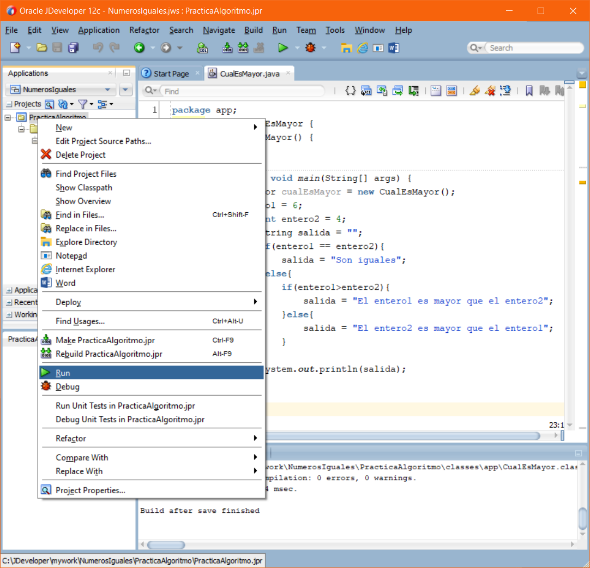 Oracle JDeveloper 12c - NumerosIguales.jws : PracticaAlgoritmo.jpr
File Edit View Application Refactor Search Navigate Build Run Team Tools Window Help
Search
Applications
Start Page
CualEsMayor.java
NumerosIguales
Projects
Find
PracticaAlgoritmo
1 package app;
EsMayor {
Mayor() {
void main(String[] args) {
or cualEsMayor = new CualEsMayor();
ro1 = 6;
nt entero2 = 4;
tring salida = "";
f(entero1 == entero2){
salida = "Son iguales";
else{
if(entero1>entero2){
salida = "El entero1 es mayor que el entero2";
}else{
salida = "El entero2 es mayor que el entero1";
}
ystem.out.println(salida);
23:1
New
Edit Project Source Paths...
Delete Project
Find Project Files
Show Classpath
Show Overview
Find in Files... Ctrl+Shift-F
Replace in Files...
Explore Directory
Notepad
Internet Explorer
Word
Deploy
Find Usages... Ctrl+Alt-U
Make PracticaAlgoritmo.jpr Ctrl-F9
Rebuild PracticaAlgoritmo.jpr Alt-F9
Run
Debug
Run Unit Tests in PracticaAlgoritmo.jpr
Debug Unit Tests in PracticaAlgoritmo.jpr
Refactor
Compare With
Replace With
Project Properties...
Applica
Recent
Workin
PracticaA
work\NumerosIguales\PracticaAlgoritmo\classes\app\CualEsMayor.clas
mpilation: 0 errors, 0 warnings.
msec.
Build after save finished
C:\JDeveloper\mywork\NumerosIguales\PracticaAlgoritmo\PracticaAlgoritmo.jpr